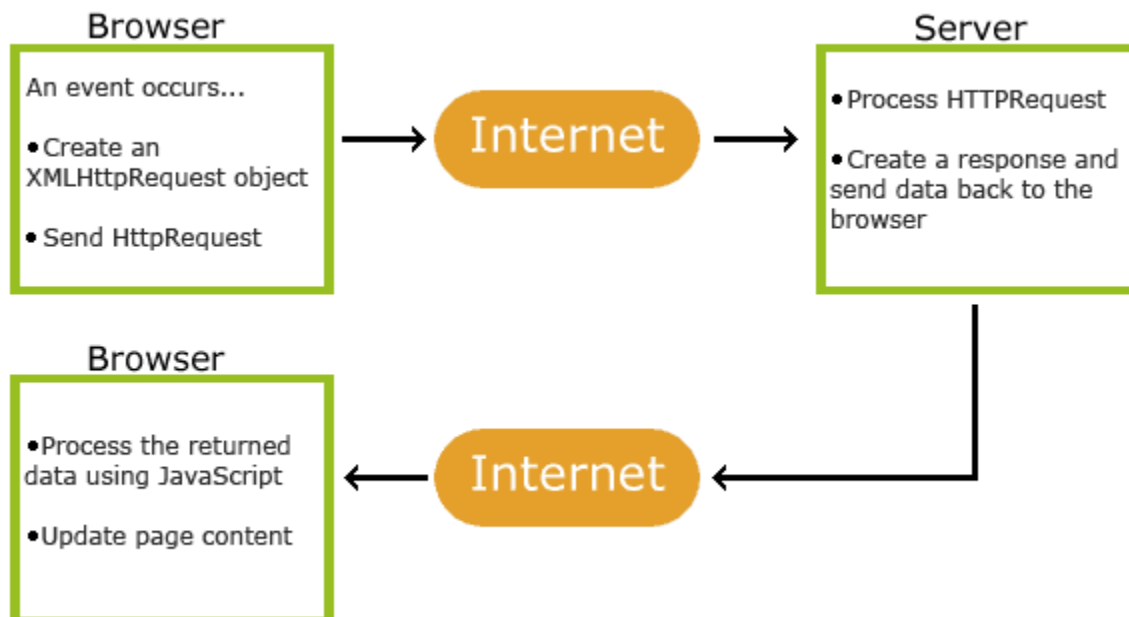 Browser
An event occurs...
•Create an
XMLHttpRequest object
• Send HttpRequest
Internet
Server
•Process HTTPRequest
•Create a response and
send data back to the
browser
Browser
•Process the returned
data using JavaScript
•Update page content
Internet